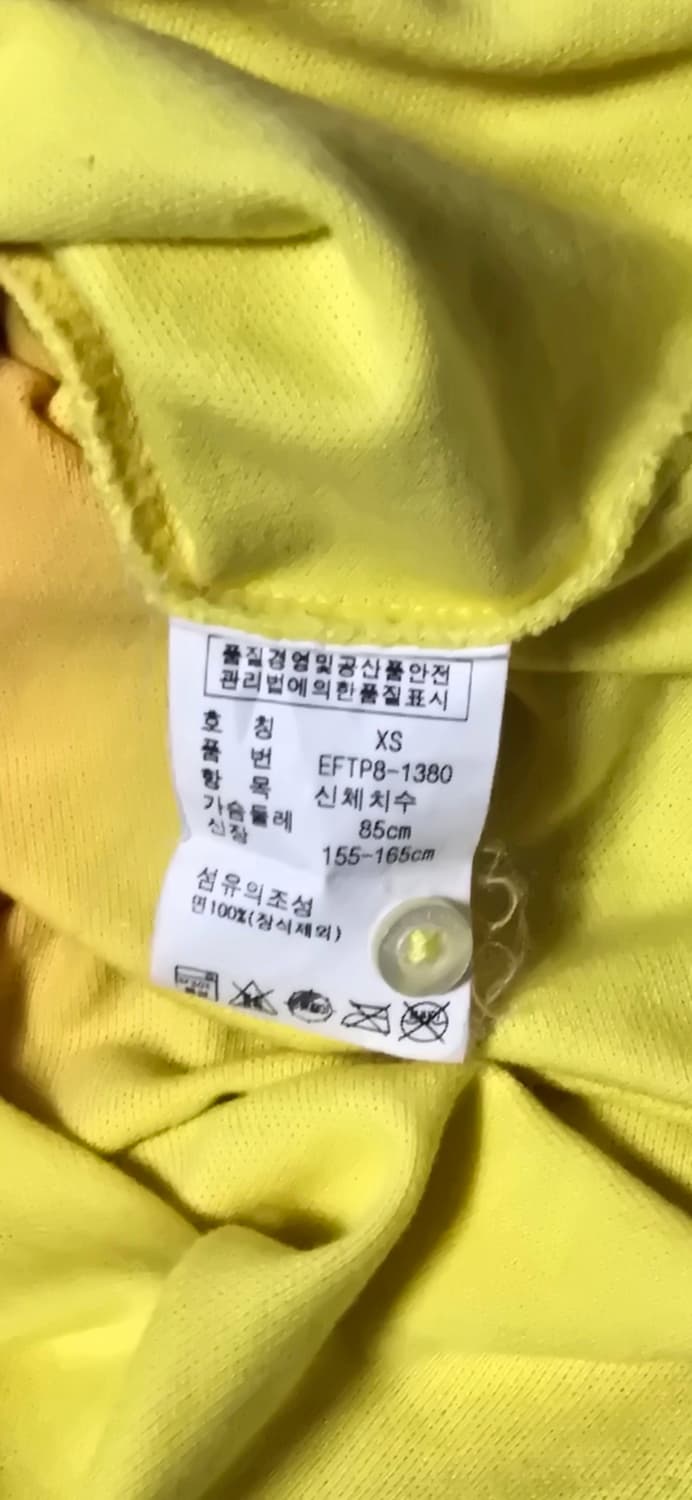 품질경영및공산품안전
관리법에의한품질표시
호 칭 XS
품 번 EFTP8-1380
항 목 신체치수
가슴둘레 85cm
신장 155-165cm
섬유의조성
면100%(장식제외)